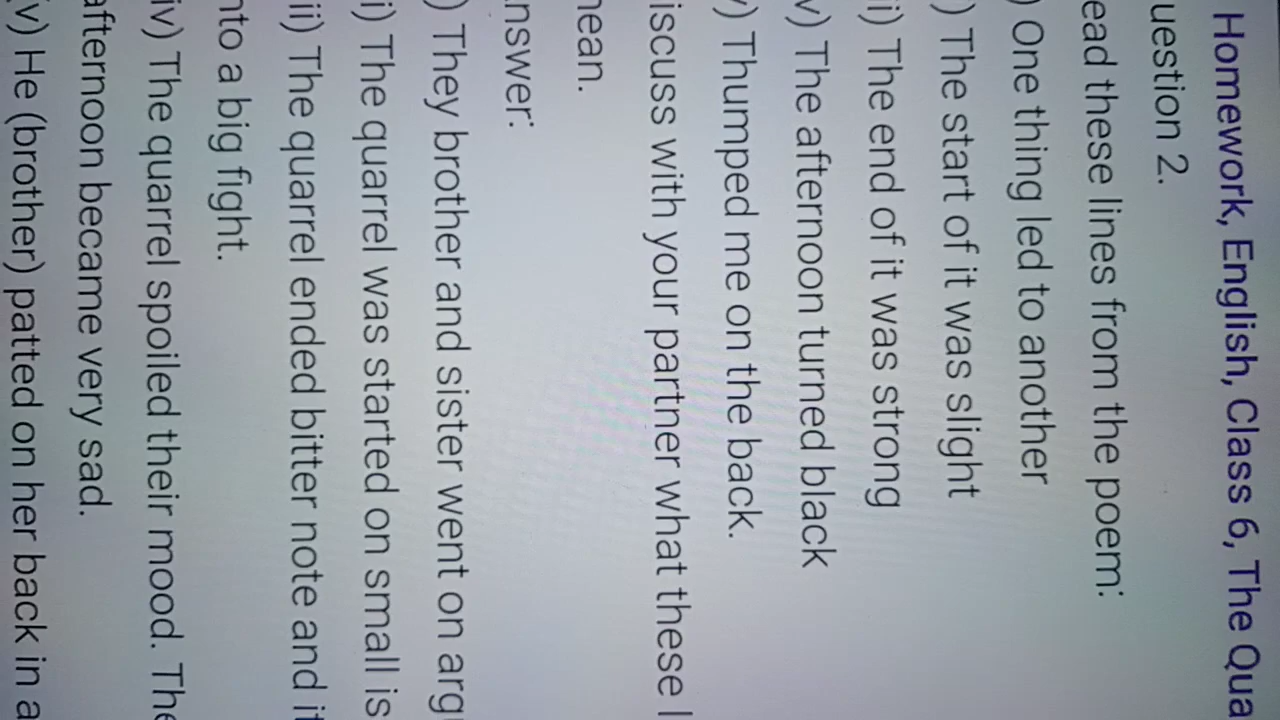 Homework, English, Class 6, The Qua
uestion 2.
ead these lines from the poem:
) One thing led to another
) The start of it was slight
ii) The end of it was strong
v) The afternoon turned black
v) Thumped me on the back.
iscuss with your partner what these l
nean.
nswer:
) They brother and sister went on arg
i) The quarrel was started on small is
ii) The quarrel ended bitter note and it
nto a big fight.
iv) The quarrel spoiled their mood. The
afternoon became very sad.
v) He (brother) patted on her back in a